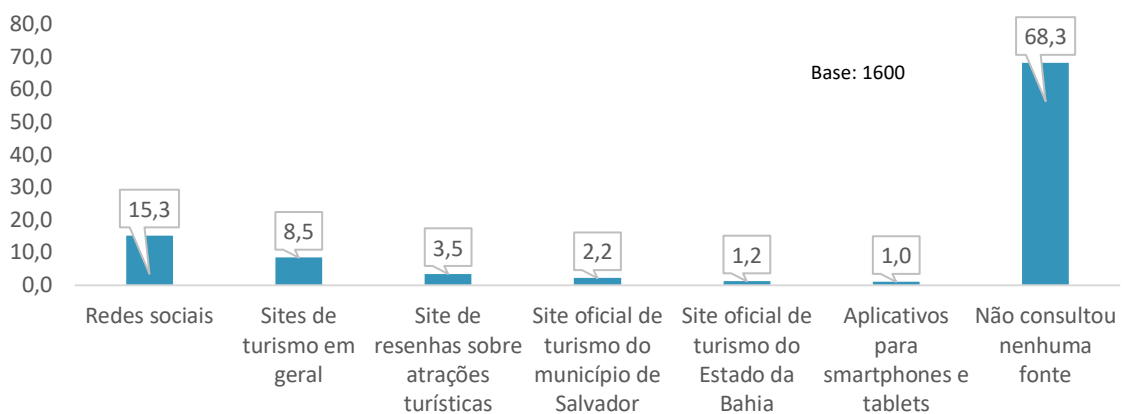 80,0
70,0
60,0
50,0
40,0
30,0
20,0
10,0
0,0
Base: 1600
15,3
8,5
3,5
2,2
1,2
1,0
68,3
Redes sociais
Sites de
turismo em
geral
Site de
resenhas sobre
atrações
turísticas
Site oficial de
turismo do
município de
Salvador
Site oficial de
turismo do
Estado da
Bahia
Aplicativos
para
smartphones e
tablets
Não consultou
nenhuma
fonte